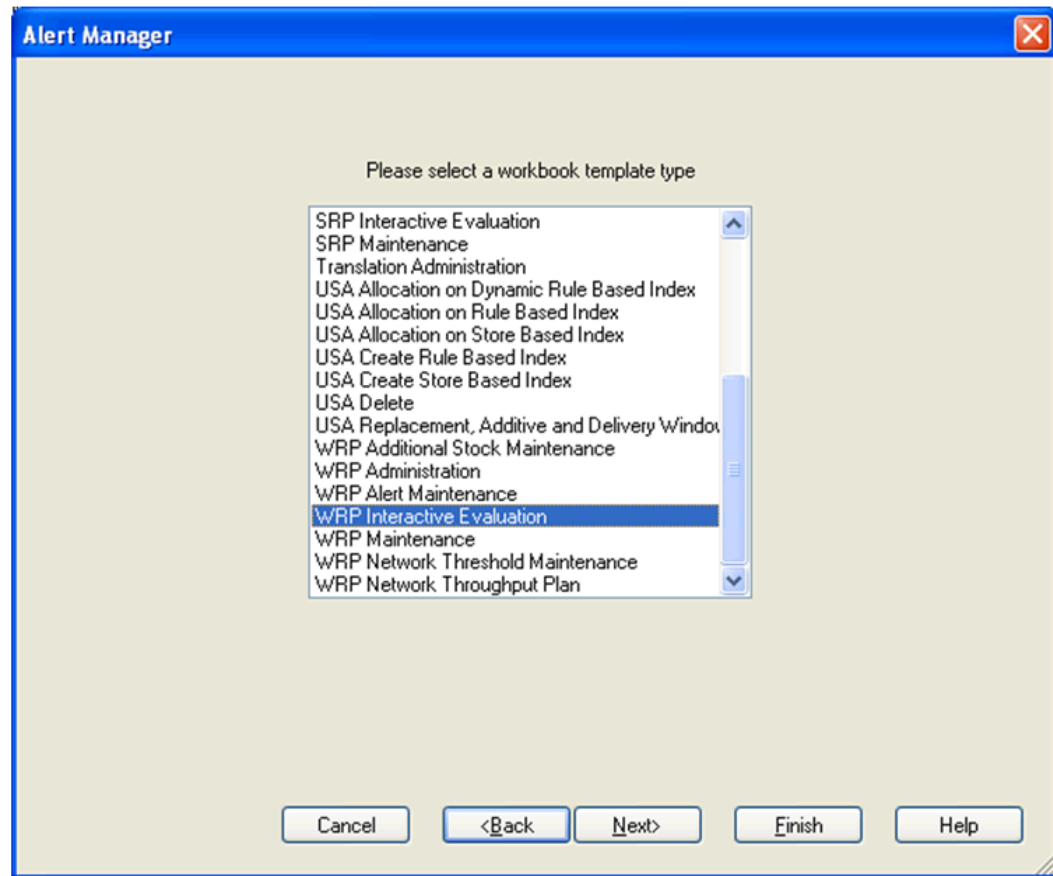 Alert Manager
Please select a workbook template type
SRP Interactive Evaluation
SRP Maintenance
Translation Administration
USA Allocation on Dynamic Rule Based Index
USA Allocation on Rule Based Index
USA Allocation on Store Based Index
USA Create Rule Based Index
USA Create Store Based Index
USA Delete
USA Replacement, Additive and Delivery Window
WRP Additional Stock Maintenance
WRP Administration
WRP Alert Maintenance
WRP Interactive Evaluation
WRP Maintenance
WRP Network Threshold Maintenance
WRP Network Throughput Plan
Cancel <Back Next> Finish Help